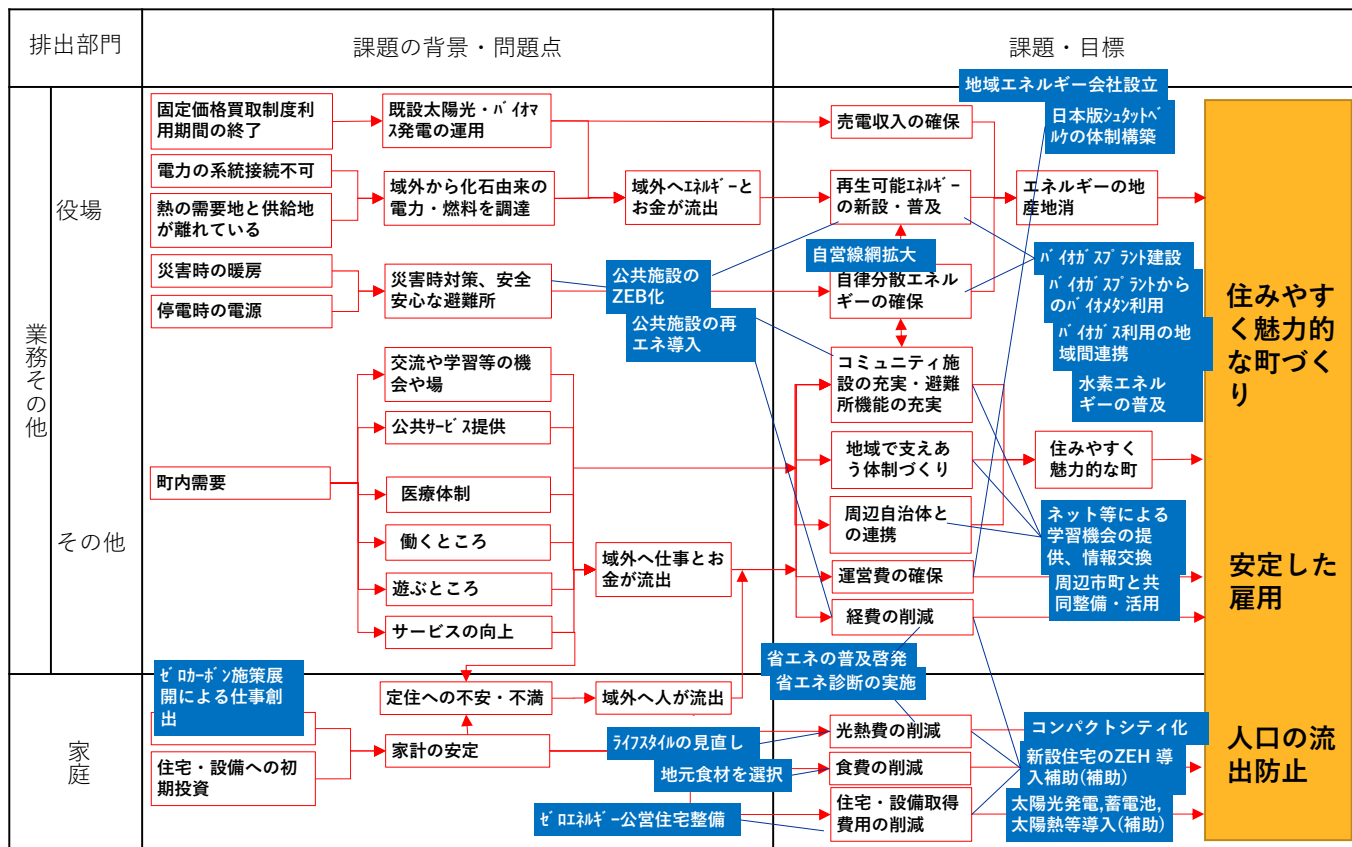 排出部門
課題の背景・問題点
課題・目標
業務その他
役場
その他
家庭
固定価格買取制度利
用期間の終了
既設太陽光・ﾊﾞｲｵﾏ
ス発電の運用
電力の系統接続不可
熱の需要地と供給地
が離れている
域外から化石由来の
電力・燃料を調達
域外へｴﾈﾙｷﾞｰと
お金が流出
災害時の暖房
停電時の電源
災害時対策、安全
安心な避難所
町内需要
交流や学習等の機
会や場
公共ｻｰﾋﾞｽ提供
医療体制
働くところ
遊ぶところ
サービスの向上
域外へ仕事とお
金が流出
ｾﾞﾛｶｰﾎﾞﾝ施策展
開による仕事創
出
住宅・設備への初
期投資
定住への不安・不満
家計の安定
域外へ人が流出
公共施設の
ZEB化
公共施設の再
エネ導入
ﾗｲﾌｽﾀｲﾙの見直し
地元食材を選択
ｾﾞﾛｴﾈﾙｷﾞｰ公営住宅整備
地域エネルギー会社設立
日本版ｼｭﾀｯﾄﾍﾞ
ﾙｹの体制構築
売電収入の確保
再生可能ｴﾈﾙｷﾞｰ
の新設・普及
エネルギーの地
産地消
自営線網拡大
自律分散エネル
ギーの確保
ﾊﾞｲｵｶﾞｽﾌﾟﾗﾝﾄ建設
ﾊﾞｲｵｶﾞｽﾌﾟﾗﾝﾄから
のバイオメタン利用
ﾊﾞｲｵｶﾞｽ利用の地
域間連携
水素エネル
ギーの普及
コミュニティ施
設の充実・避難
所機能の充実
地域で支えあ
う体制づくり
住みやすく
魅力的な町
周辺自治体と
の連携
ネット等による
学習機会の提
供、情報交換
運営費の確保
周辺市町と共
同整備・活用
経費の削減
省エネの普及啓発
省エネ診断の実施
光熱費の削減
食費の削減
住宅・設備取得
費用の削減
コンパクトシティ化
新設住宅のZEH 導
入補助(補助)
太陽光発電,蓄電池,
太陽熱等導入(補助)
住みやす
く魅力的
な町づく
り
安定した
雇用
人口の流
出防止